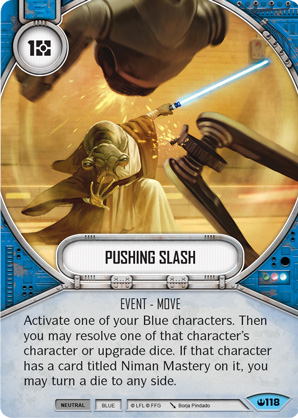 1
PUSHING SLASH
EVENT - MOVE
Activate one of your Blue characters. Then
you may resolve one of that character's
character or upgrade dice. If that character
has a card titled Niman Mastery on it, you
may turn a die to any side.
NEUTRAL BLUE © LFL © FFG Borja Pindado 118